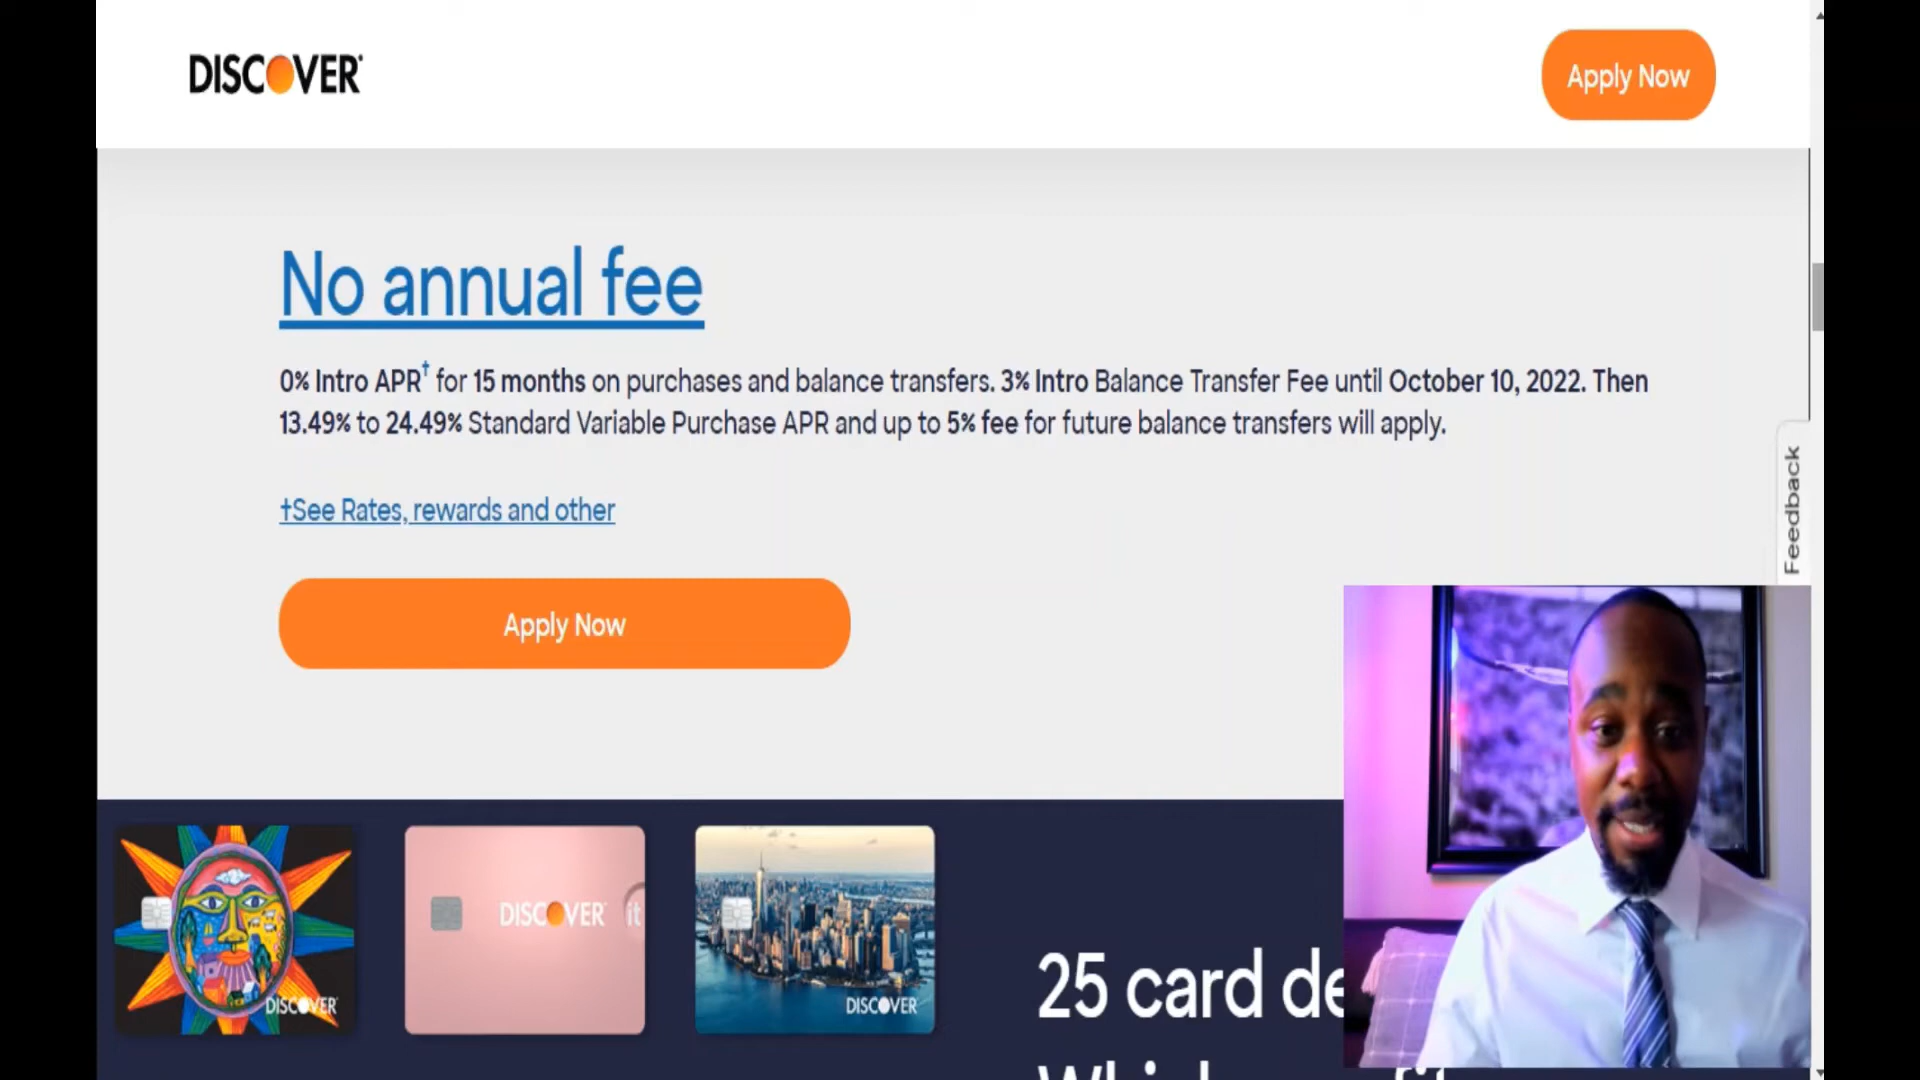 DISCOVER
Apply Now
No annual fee
0% Intro APR† for 15 months on purchases and balance transfers. 3% Intro Balance Transfer Fee until October 10, 2022. Then
13.49% to 24.49% Standard Variable Purchase APR and up to 5% fee for future balance transfers will apply.
†See Rates, rewards and other
Apply Now
Feedback
DISCOVER
DISCOVER it
DISCOVER
25 card de